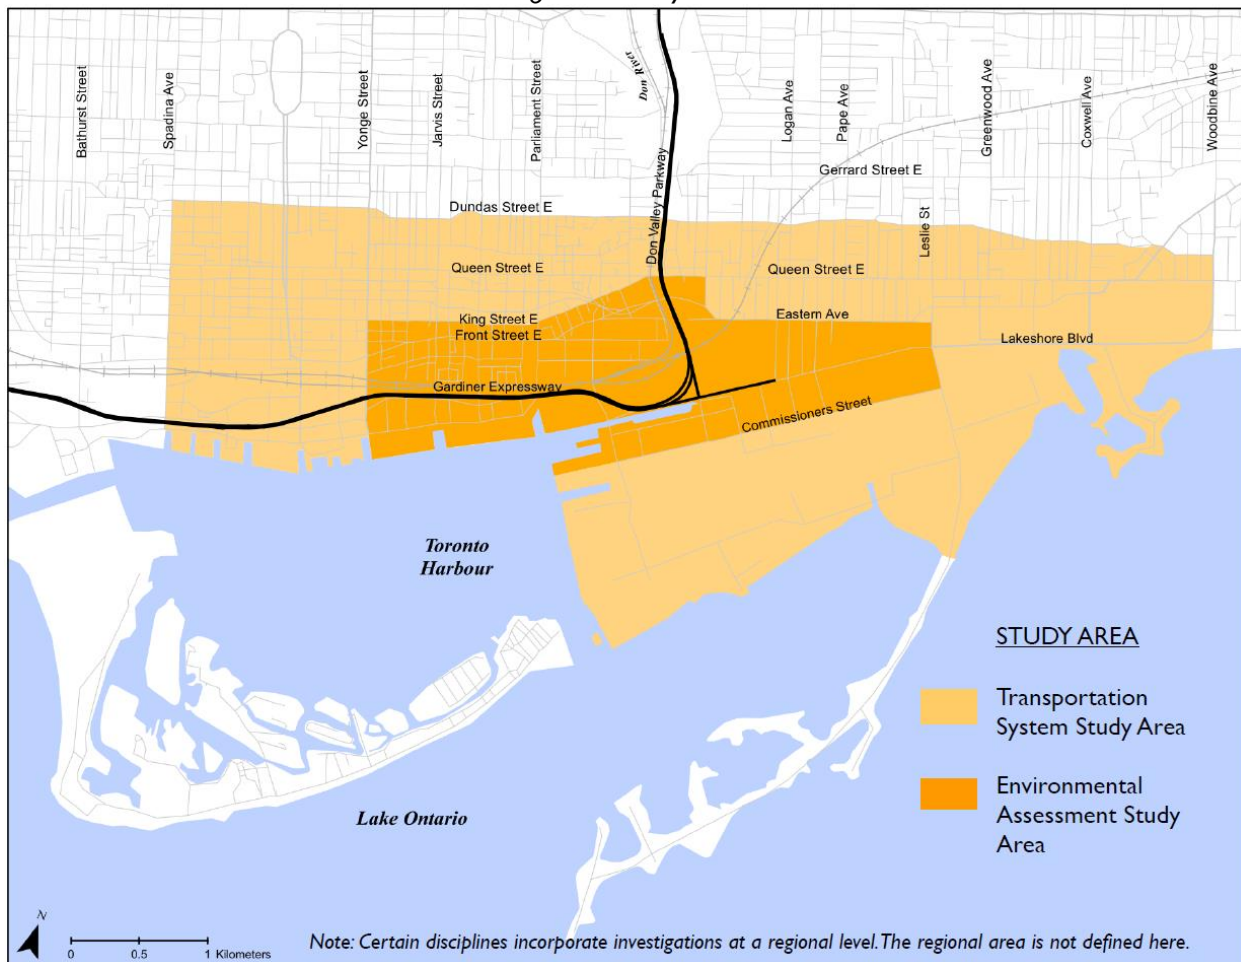 Bathurst Street
Spadina Ave
Yonge Street
Jarvis Street
Parliament Street
Don River
Don Valley Parkway
Logan Ave
Pape Ave
Greenwood Ave
Coxwell Ave
Woodbine Ave
Gerrard Street E
Dundas Street E
Leslie St
Queen Street E
Queen Street E
King Street E
Front Street E
Eastern Ave
Lakeshore Blvd
Gardiner Expressway
Commissioners Street
Toronto
Harbour
Lake Ontario
STUDY AREA
Transportation
System Study Area
Environmental
Assessment Study
Area
N
0 0.5 1 Kilometers
Note: Certain disciplines incorporate investigations at a regional level. The regional area is not defined here.